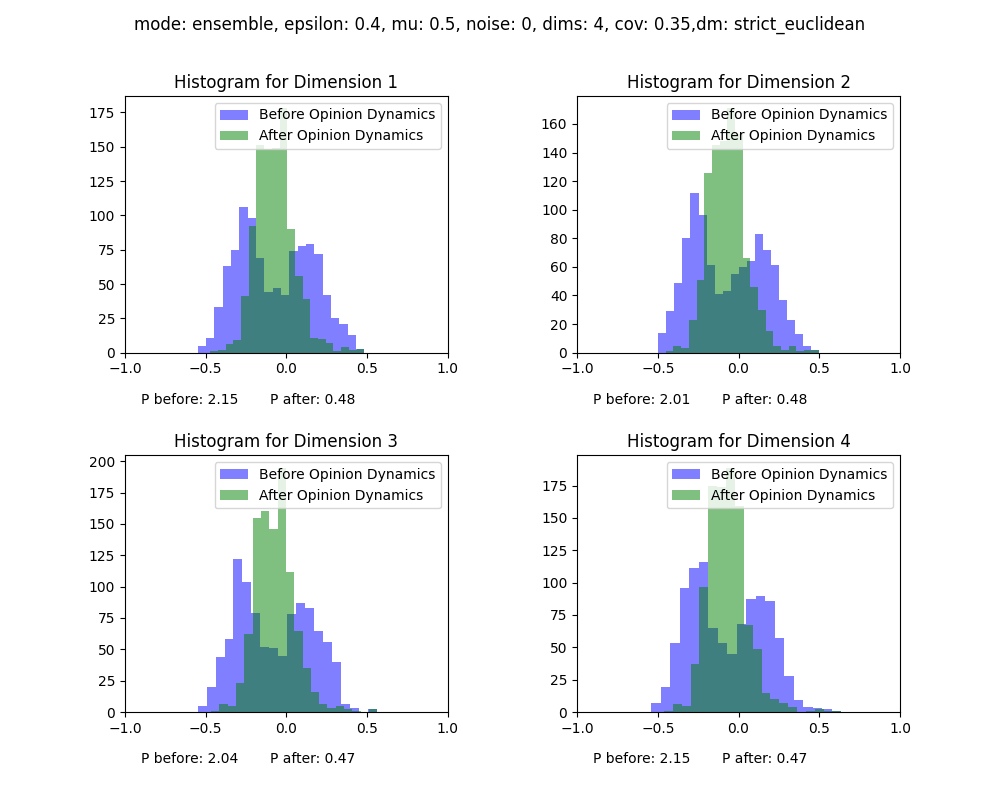 mode: ensemble, epsilon: 0.4, mu: 0.5, noise: 0, dims: 4, cov: 0.35,dm: strict_euclidean
Histogram for Dimension 1
Before Opinion Dynamics
After Opinion Dynamics
175
150
125
100
75
50
25
0
−1.0 −0.5 0.0 0.5 1.0
P before: 2.15 P after: 0.48
Histogram for Dimension 2
Before Opinion Dynamics
After Opinion Dynamics
160
140
120
100
80
60
40
20
0
−1.0 −0.5 0.0 0.5 1.0
P before: 2.01 P after: 0.48
Histogram for Dimension 3
Before Opinion Dynamics
After Opinion Dynamics
200
175
150
125
100
75
50
25
0
−1.0 −0.5 0.0 0.5 1.0
P before: 2.04 P after: 0.47
Histogram for Dimension 4
Before Opinion Dynamics
After Opinion Dynamics
175
150
125
100
75
50
25
0
−1.0 −0.5 0.0 0.5 1.0
P before: 2.15 P after: 0.47